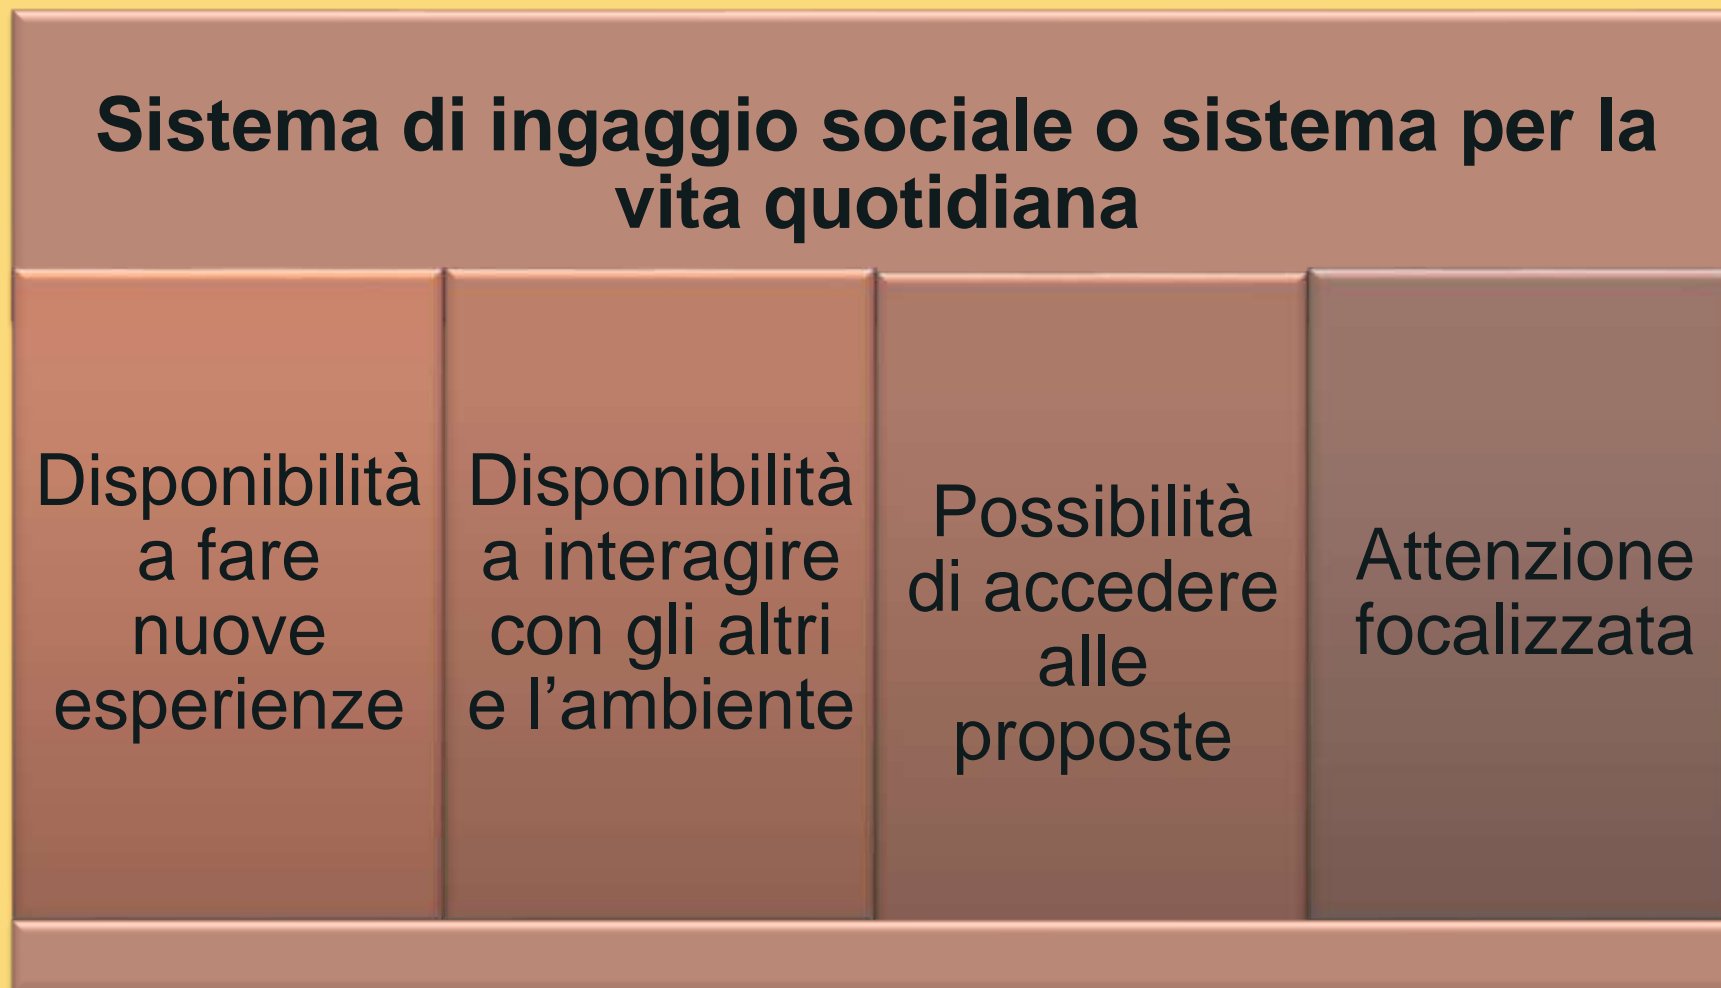 Sistema di ingaggio sociale o sistema per la
vita quotidiana
Disponibilità
a fare
nuove
esperienze
Disponibilità
a interagire
con gli altri
e l’ambiente
Possibilità
di accedere
alle
proposte
Attenzione
focalizzata